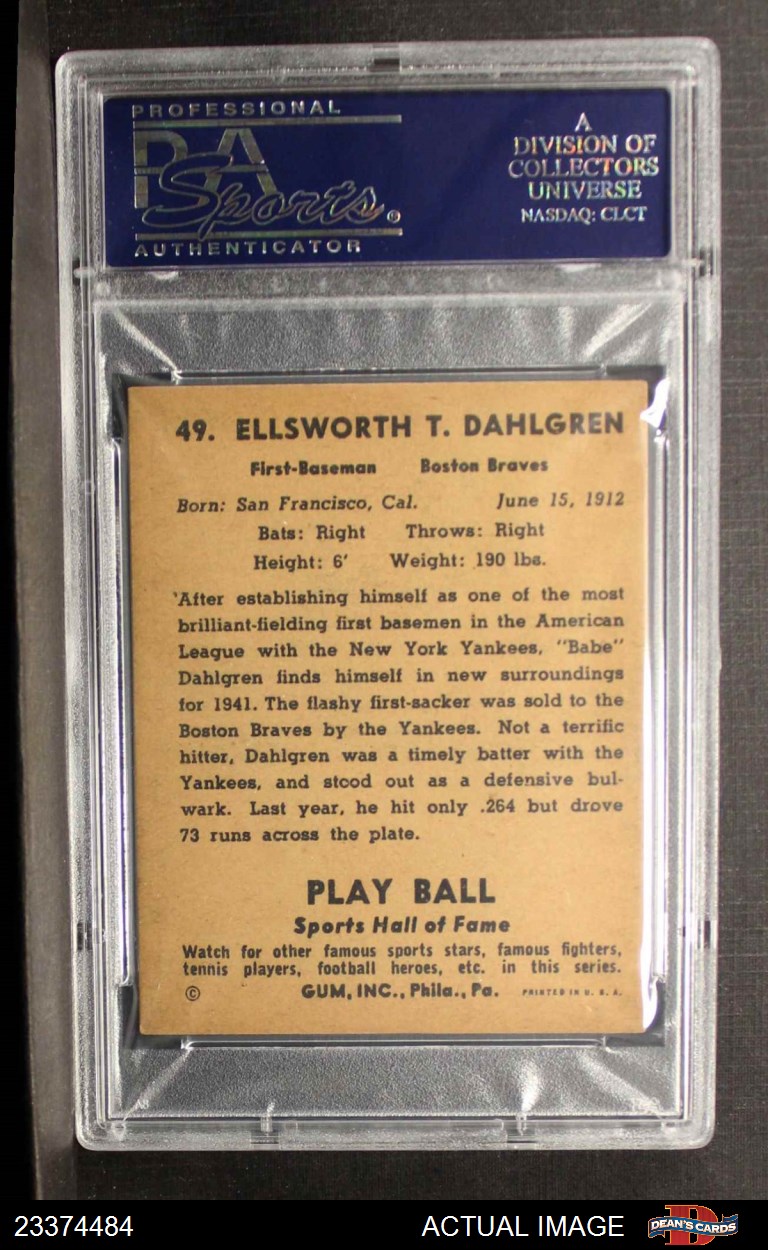 PROFESSIONAL
PSA
Sports®
AUTHENTICATOR
A
DIVISION OF
COLLECTORS
UNIVERSE
NASDAQ: CLCT
49. ELLSWORTH T. DAHLGREN
First-Baseman Boston Braves
Born: San Francisco, Cal. June 15, 1912
Bats: Right Throws: Right
Height: 6' Weight: 190 lbs.
'After establishing himself as one of the most
brilliant-fielding first basemen in the American
League with the New York Yankees, "Babe"
Dahlgren finds himself in new surroundings
for 1941. The flashy first-sacker was sold to the
Boston Braves by the Yankees. Not a terrific
hitter, Dahlgren was a timely batter with the
Yankees, and stood out as a defensive bul-
wark. Last year, he hit only .264 but drove
73 runs across the plate.
PLAY BALL
Sports Hall of Fame
Watch for other famous sports stars, famous fighters,
tennis players, football heroes, etc. in this series.
© GUM, INC., Phila., Pa. PRINTED IN U. S. A.
23374484 ACTUAL IMAGE DEAN'S CARDS